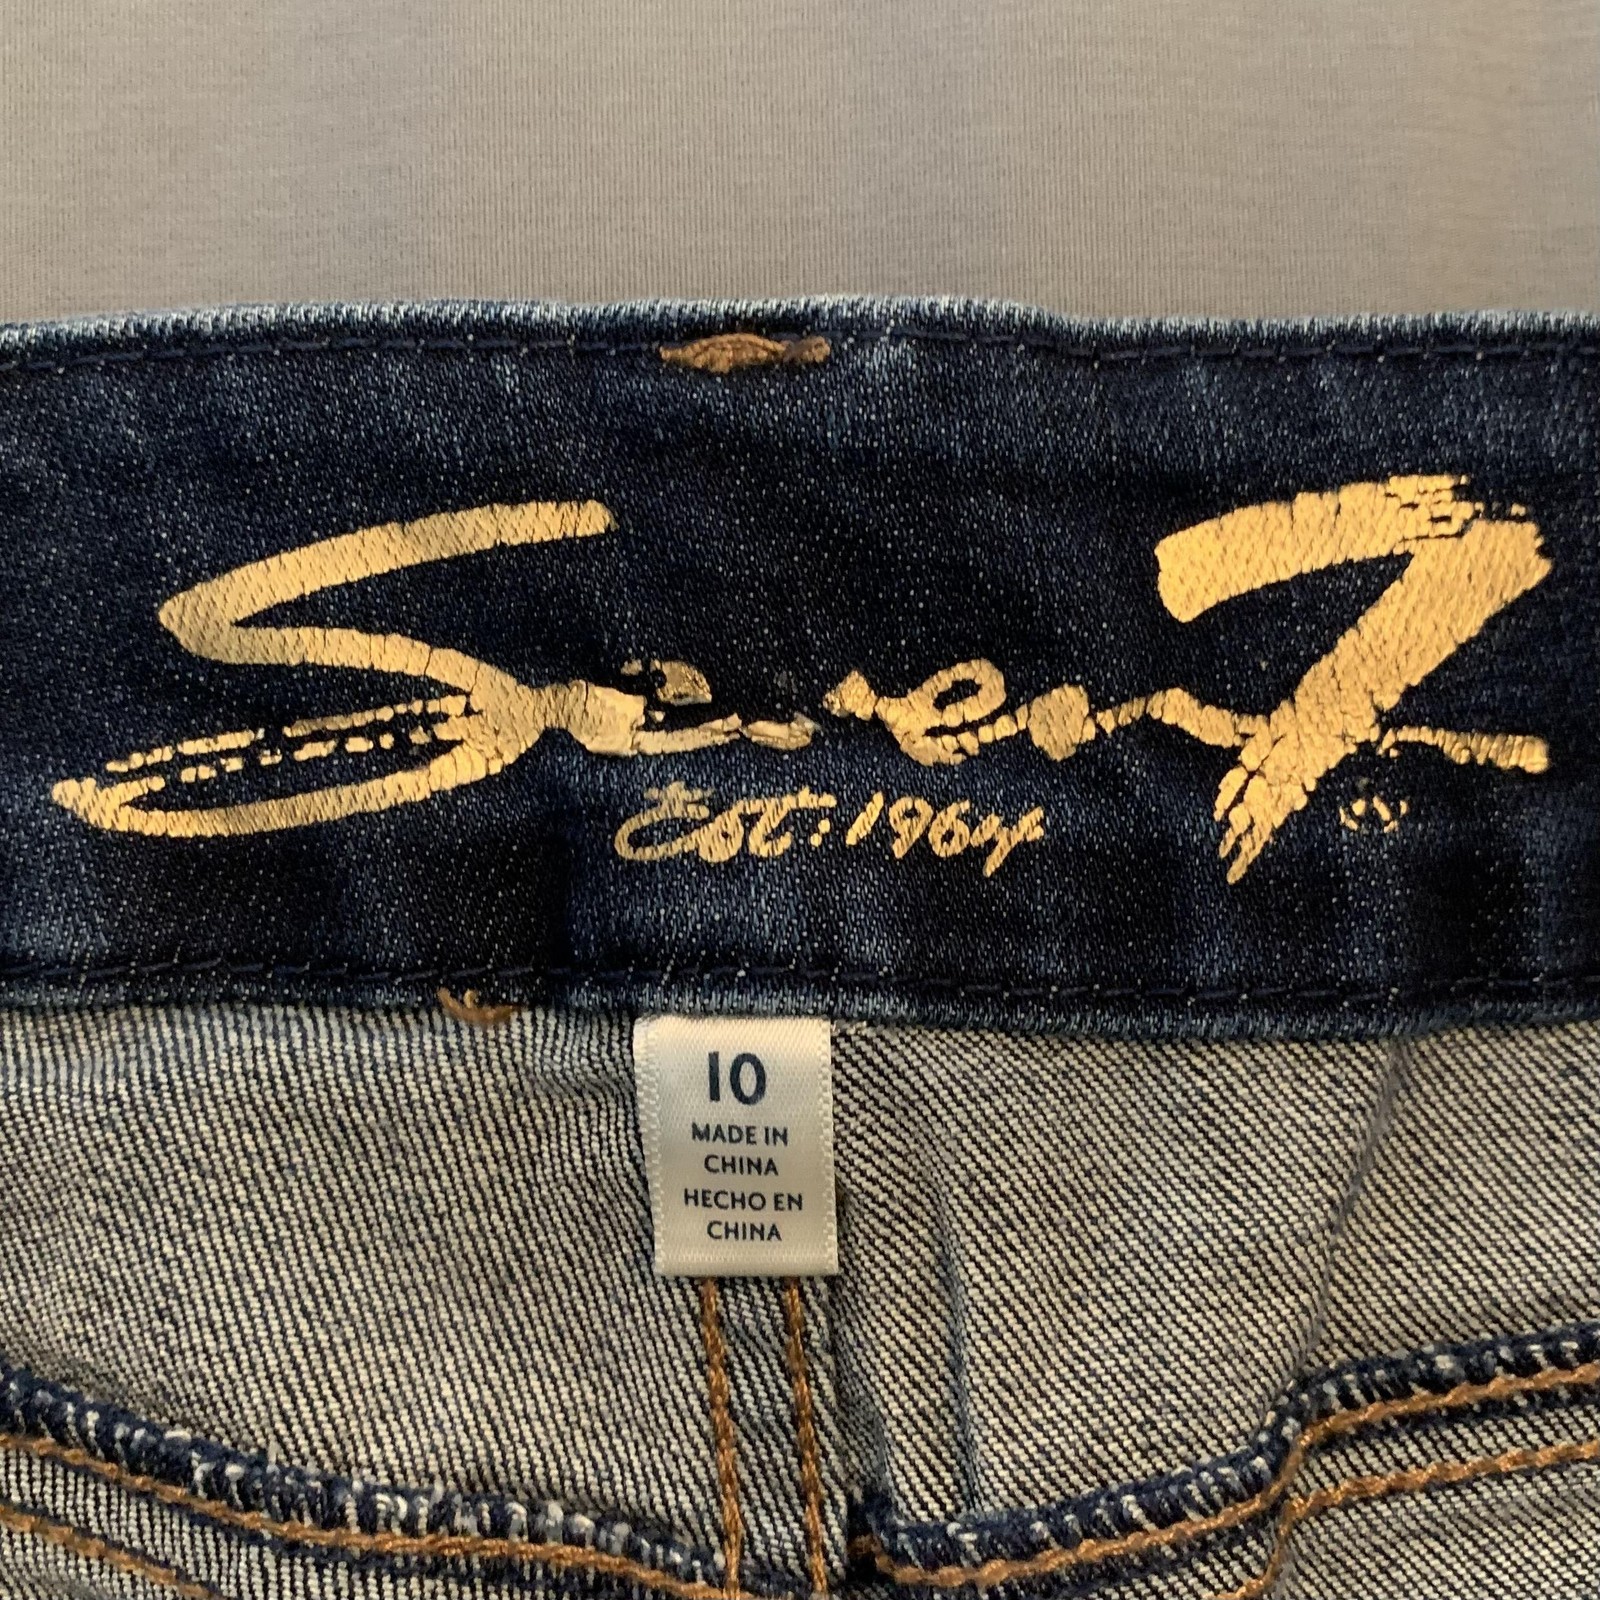 Seven7
Est. 1964
10
MADE IN
CHINA
HECHO EN
CHINA